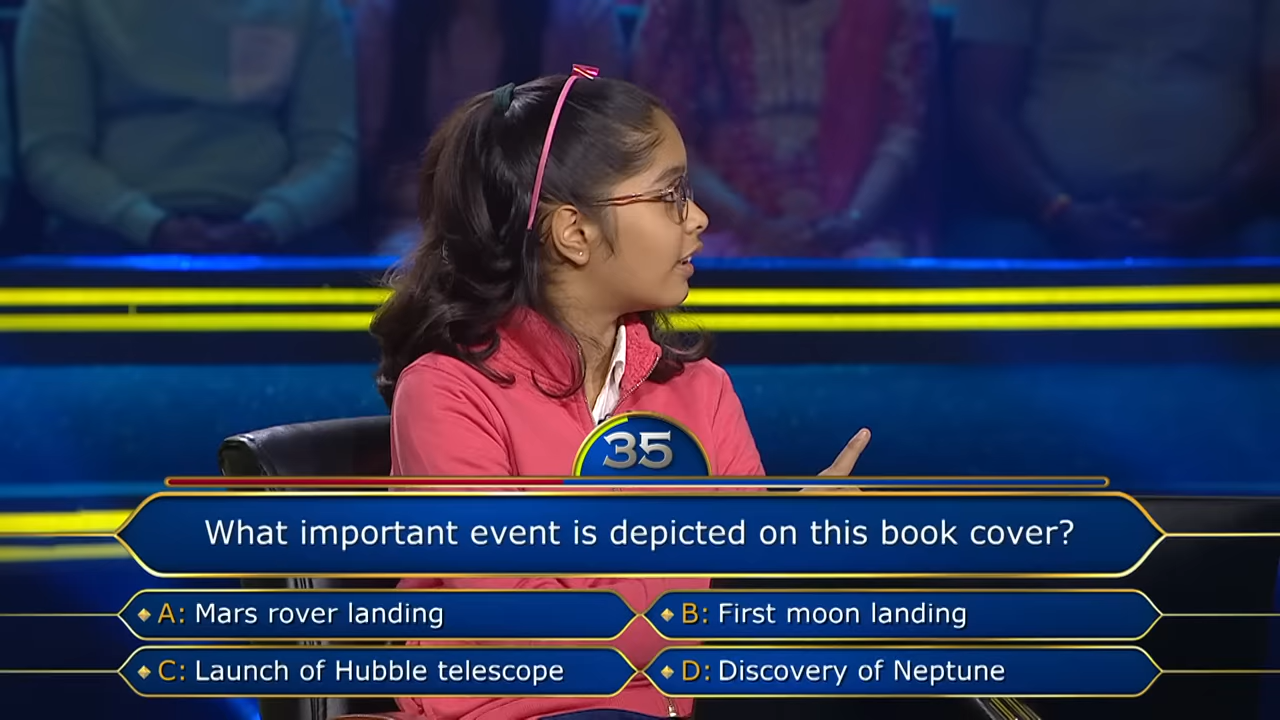 35
What important event is depicted on this book cover?
A: Mars rover landing
B: First moon landing
C: Launch of Hubble telescope
D: Discovery of Neptune